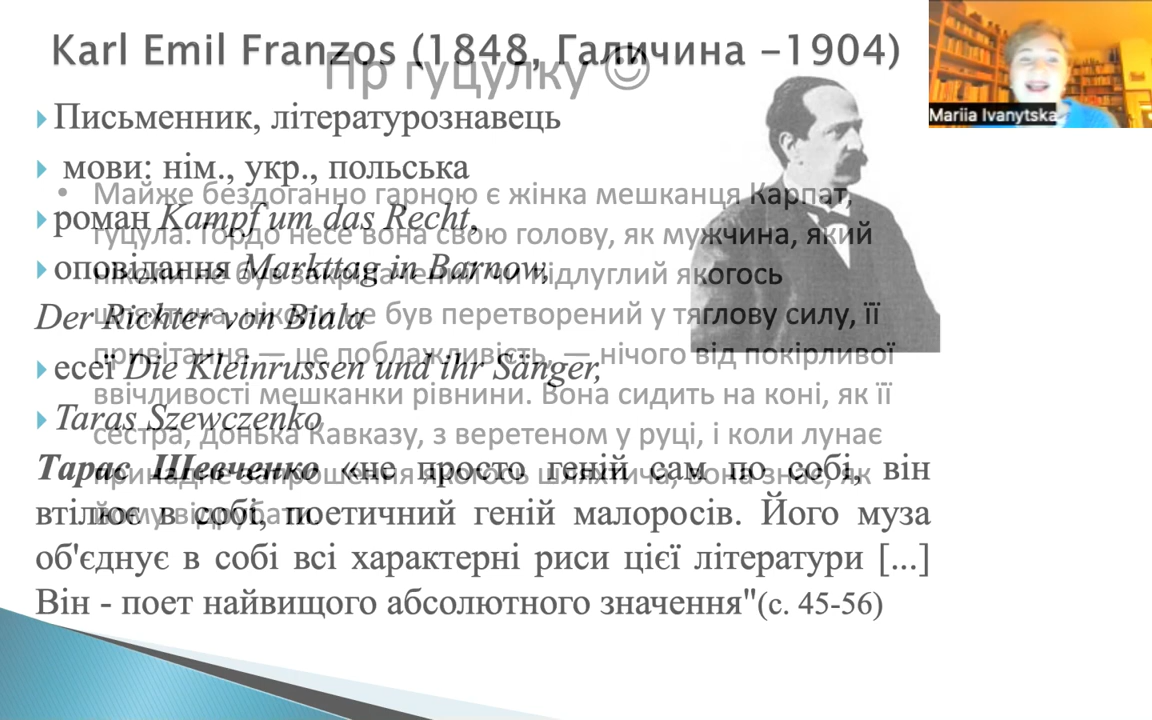 Karl Emil Franzos (1848, Галичина –1904)
Пр гуцулку ☺
Mariia Ivanytska
Письменник, літературознавець
мови: нім., укр., польська
роман Kampf um das Recht,
оповідання Markttag in Barnow,
Der Richter von Biala
есеї Die Kleinrussen und ihr Sänger,
Taras Szewczenko
Тарас Шевченко «не просто геній сам по собі, він
втілює в собі, поетичний геній малоросів. Його муза
об'єднує в собі всі характерні риси цієї літератури [...]
Він - поет найвищого абсолютного значення"(с. 45-56)
Майже бездоганно гарною є жінка мешканця Карпат,
гуцула. Гордо несе вона свою голову, як мужчина, який
ніколи не був чи підлуглий якогось
не був перетворений у тяглову силу, її
привітання — це поблажливість, — нічого від покірливої
ввічливості мешканки рівнини. Вона сидить на коні, як її
сестра, донька Кавказу, з веретеном у руці, і коли лунає
принадне запрошення якогось шляхтича, вона знає, як
йому відрубати.